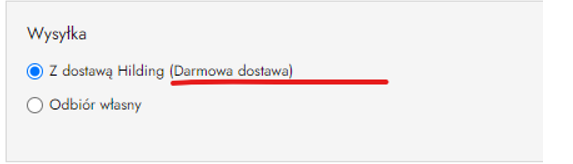 Wysyłka
Z dostawą Hilding (Darmowa dostawa)
Odbiór własny